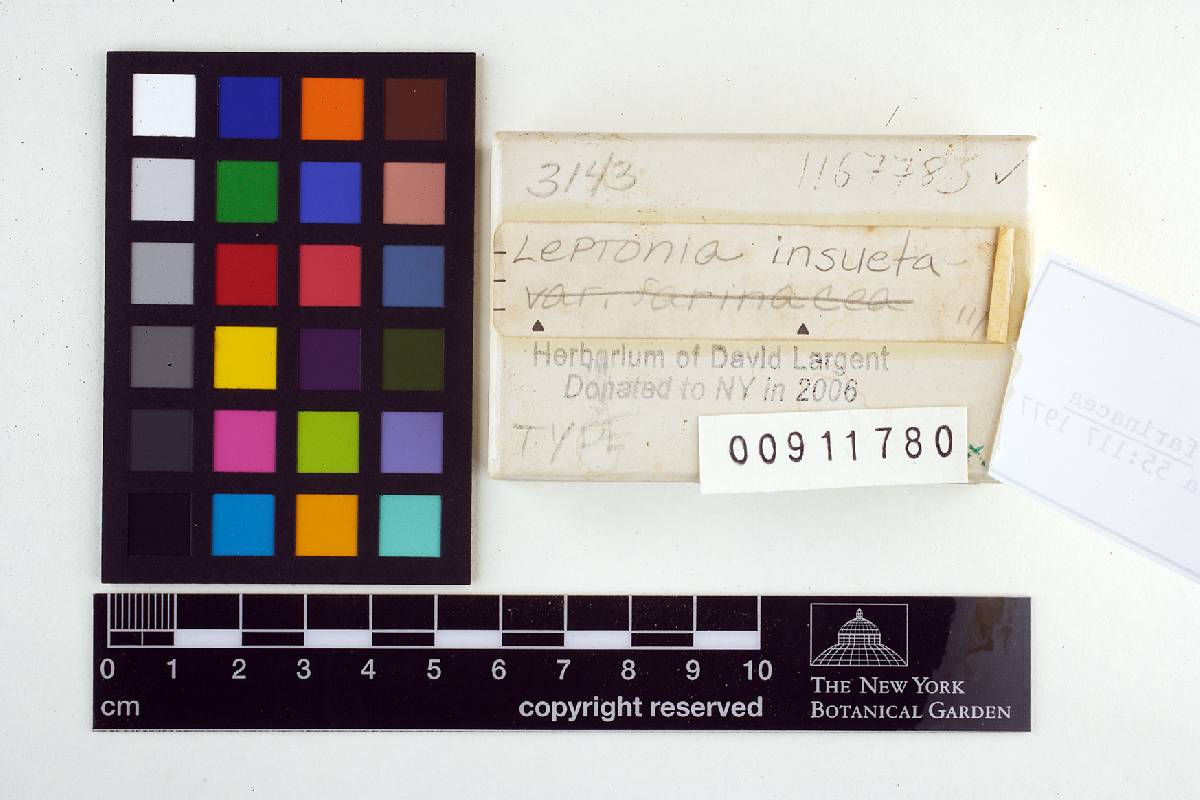 3143
1167783 ✓
Leptonia insueta
var. farinacea
11/
Herbarium of David Largent
Donated to NY in 2006
TYPE
00911780
farinacea
55:117 1977
0 1 2 3 4 5 6 7 8 9 10
cm
copyright reserved
THE NEW YORK
BOTANICAL GARDEN